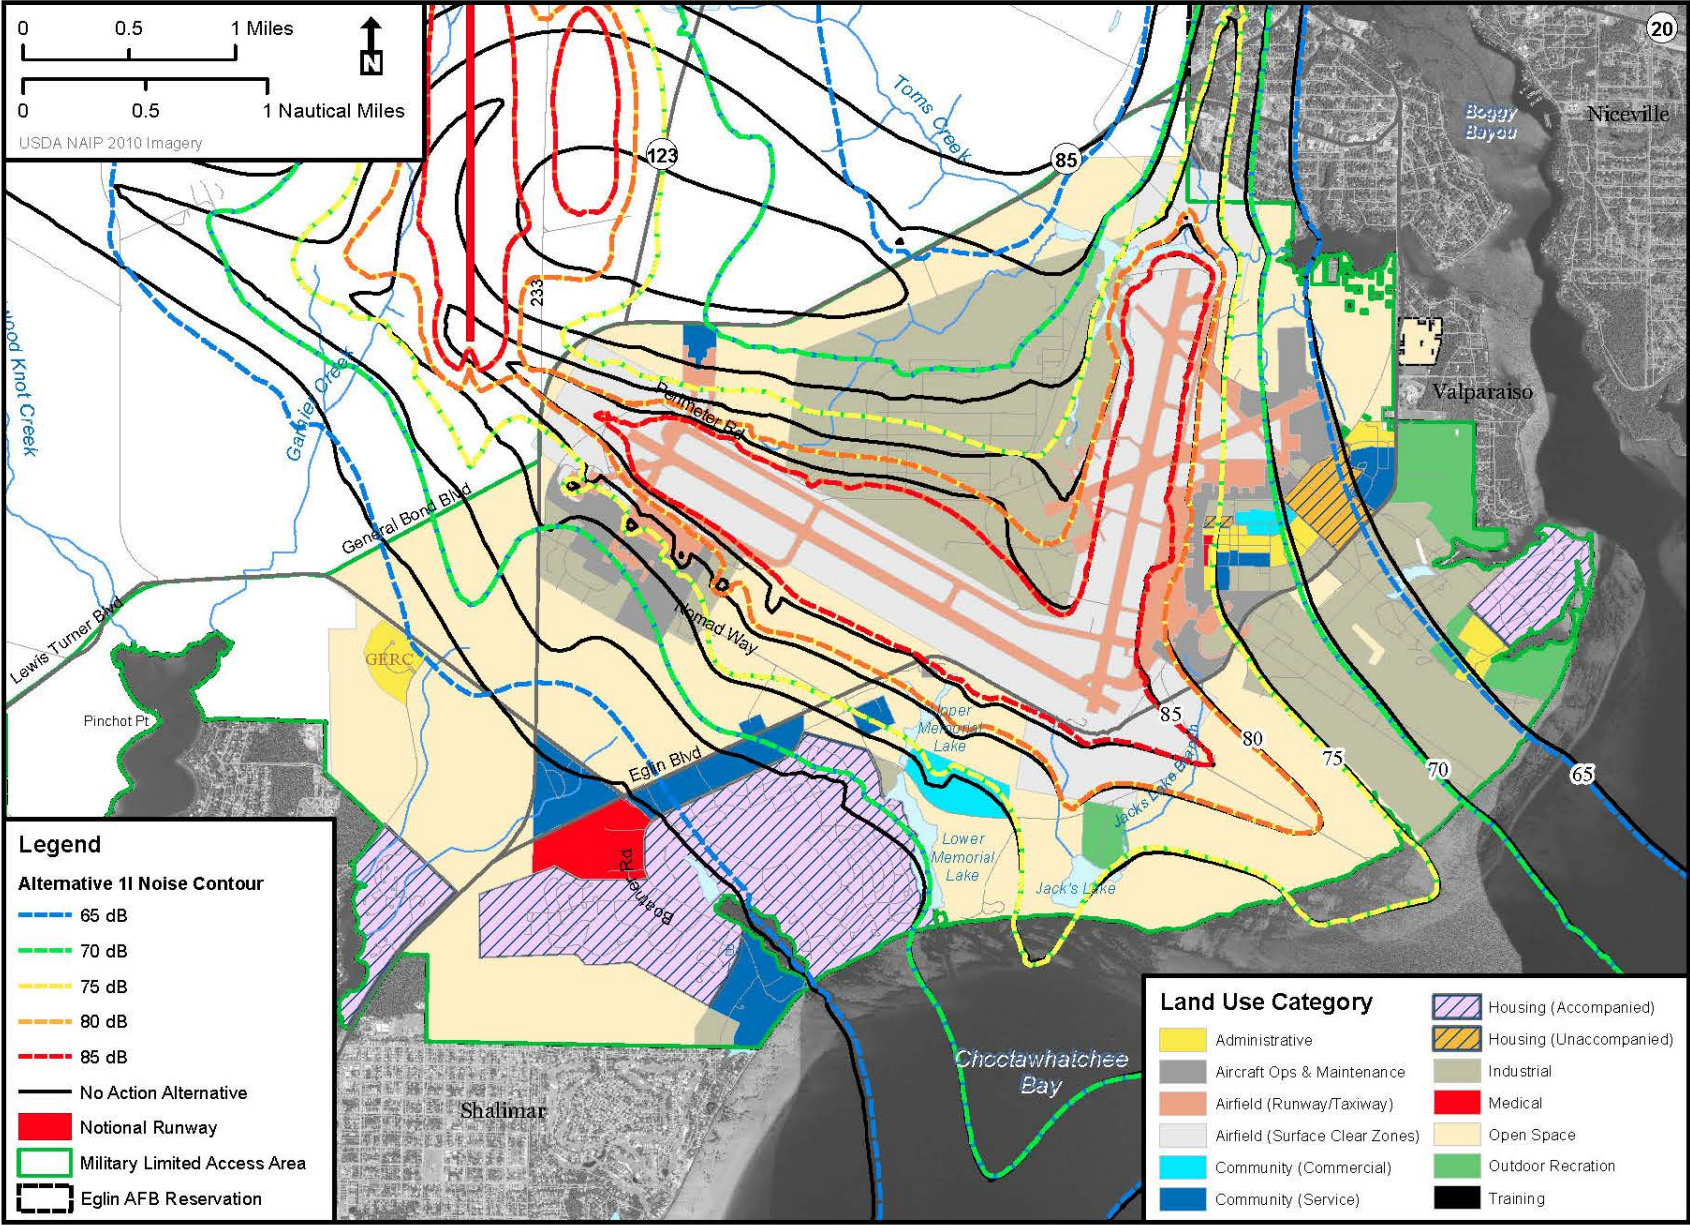 0 0.5 1 Miles
N
0 0.5 1 Nautical Miles
USDA NAIP 2010 Imagery
20
Toms Creek
Boggy
Bayou
Niceville
123
85
233
Knot Creek
Garnier Creek
Perimeter Rd
Valparaiso
General Bond Blvd
Lewis Turner Blvd
Nomad Way
GERC
Pinchot Pt
Upper
Memorial
Lake
85
80
75
70
65
Jacks Lake Branch
Eglin Blvd
Lower
Memorial
Lake
Jack's Lake
Boatner Rd
Choctawhatchee
Bay
Shalimar
Legend
Alternative 1I Noise Contour
65 dB
70 dB
75 dB
80 dB
85 dB
No Action Alternative
Notional Runway
Military Limited Access Area
Eglin AFB Reservation
Land Use Category
Administrative
Aircraft Ops & Maintenance
Airfield (Runway/Taxiway)
Airfield (Surface Clear Zones)
Community (Commercial)
Community (Service)
Housing (Accompanied)
Housing (Unaccompanied)
Industrial
Medical
Open Space
Outdoor Recration
Training